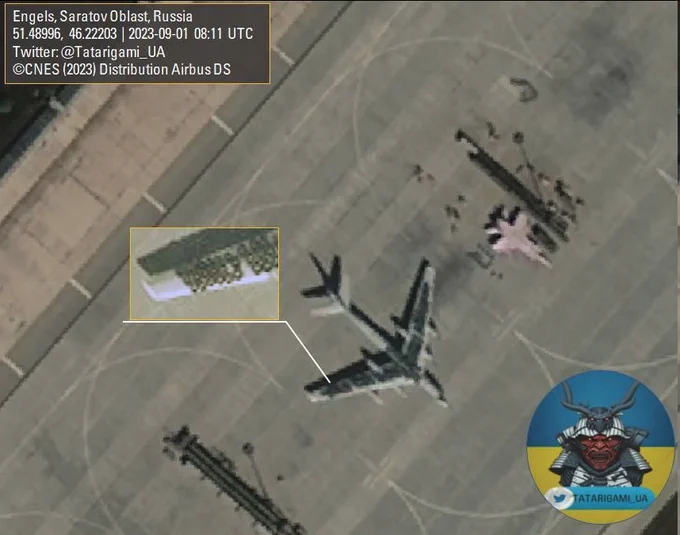 Engels, Saratov Oblast, Russia
51.48996, 46.22203 | 2023-09-01 08:11 UTC
Twitter: @Tatarigami_UA
©CNES (2023) Distribution Airbus DS
TATARIGAMI_UA